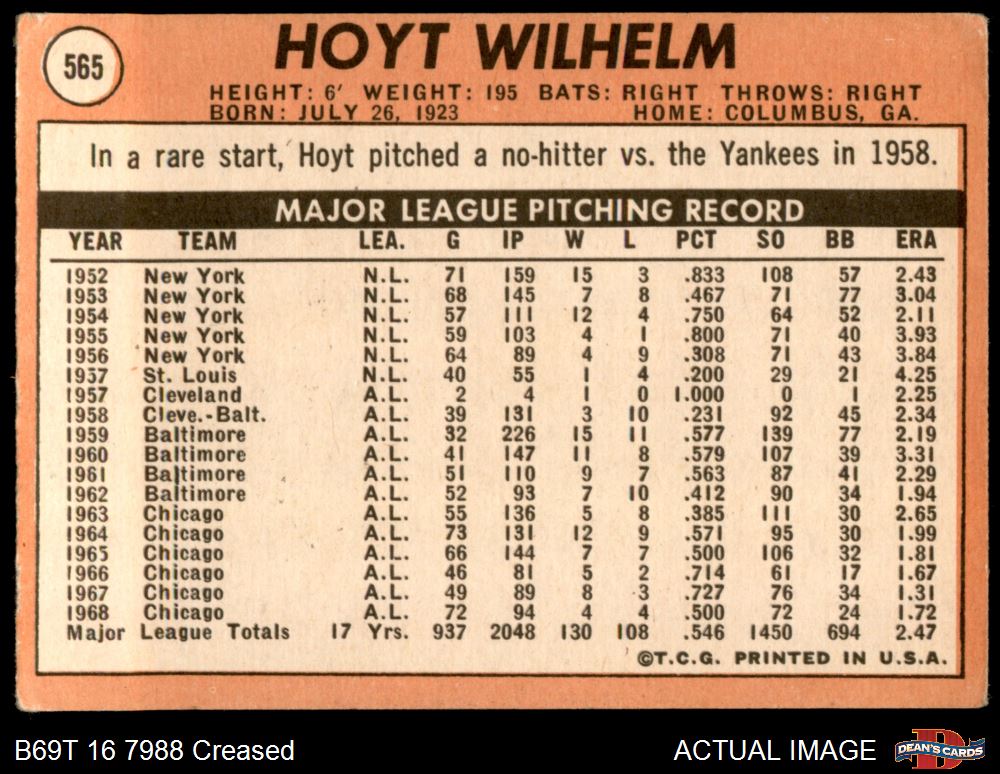 565
HOYT WILHELM
HEIGHT: 6′ WEIGHT: 195 BATS: RIGHT THROWS: RIGHT
BORN: JULY 26, 1923 HOME: COLUMBUS, GA.
In a rare start, Hoyt pitched a no-hitter vs. the Yankees in 1958.
MAJOR LEAGUE PITCHING RECORD
YEAR TEAM LEA. G IP W L PCT SO BB ERA
1952 New York N.L. 71 159 15 3 .833 108 57 2.43
1953 New York N.L. 68 145 7 8 .467 71 77 3.04
1954 New York N.L. 57 111 12 4 .750 64 52 2.11
1955 New York N.L. 59 103 4 1 .800 71 40 3.93
1956 New York N.L. 64 89 4 9 .308 71 43 3.84
1957 St. Louis N.L. 40 55 1 4 .200 29 21 4.25
1957 Cleveland A.L. 2 4 1 0 1.000 0 1 2.25
1958 Cleve.-Balt. A.L. 39 131 3 10 .231 92 45 2.34
1959 Baltimore A.L. 32 226 15 11 .577 139 77 2.19
1960 Baltimore A.L. 41 147 11 8 .579 107 39 3.31
1961 Baltimore A.L. 51 110 9 7 .563 87 41 2.29
1962 Baltimore A.L. 52 93 7 10 .412 90 34 1.94
1963 Chicago A.L. 55 136 5 8 .385 111 30 2.65
1964 Chicago A.L. 73 131 12 9 .571 95 30 1.99
1965 Chicago A.L. 66 144 7 7 .500 106 32 1.81
1966 Chicago A.L. 46 81 5 2 .714 61 17 1.67
1967 Chicago A.L. 49 89 8 3 .727 76 34 1.31
1968 Chicago A.L. 72 94 4 4 .500 72 24 1.72
Major League Totals 17 Yrs. 937 2048 130 108 .546 1450 694 2.47
©T.C.G. PRINTED IN U.S.A.
B69T 16 7988 Creased
ACTUAL IMAGE
DEAN'S CARDS